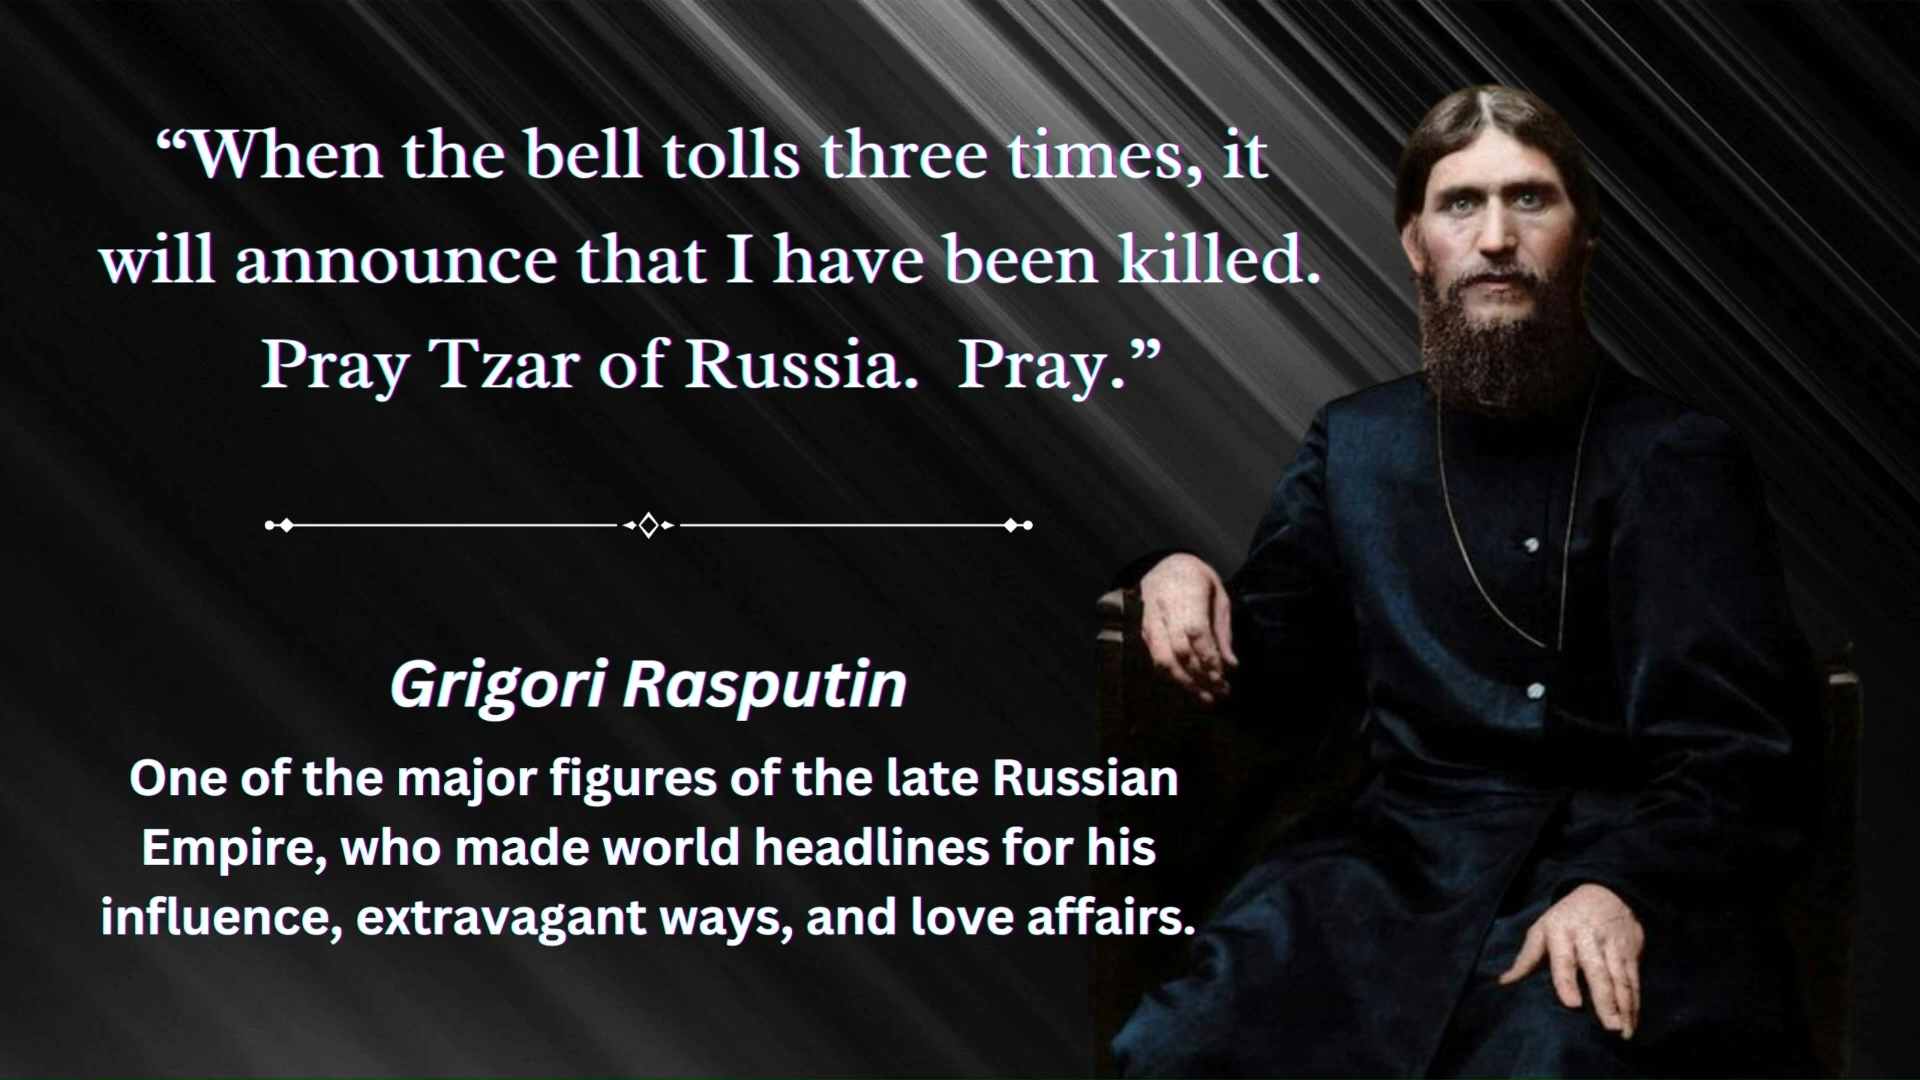 “When the bell tolls three times, it
will announce that I have been killed.
Pray Tzar of Russia.  Pray.”
Grigori Rasputin
One of the major figures of the late Russian
Empire, who made world headlines for his
influence, extravagant ways, and love affairs.